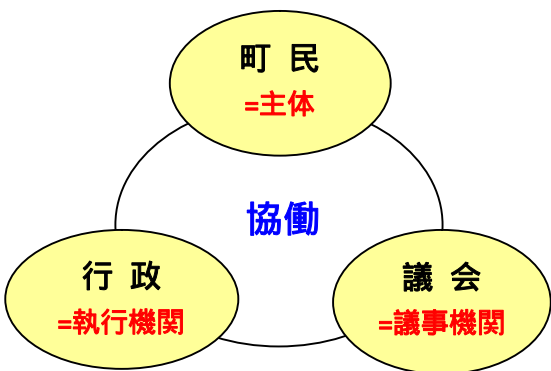 町 民
=主体
協働
行 政
=執行機関
議 会
=議事機関